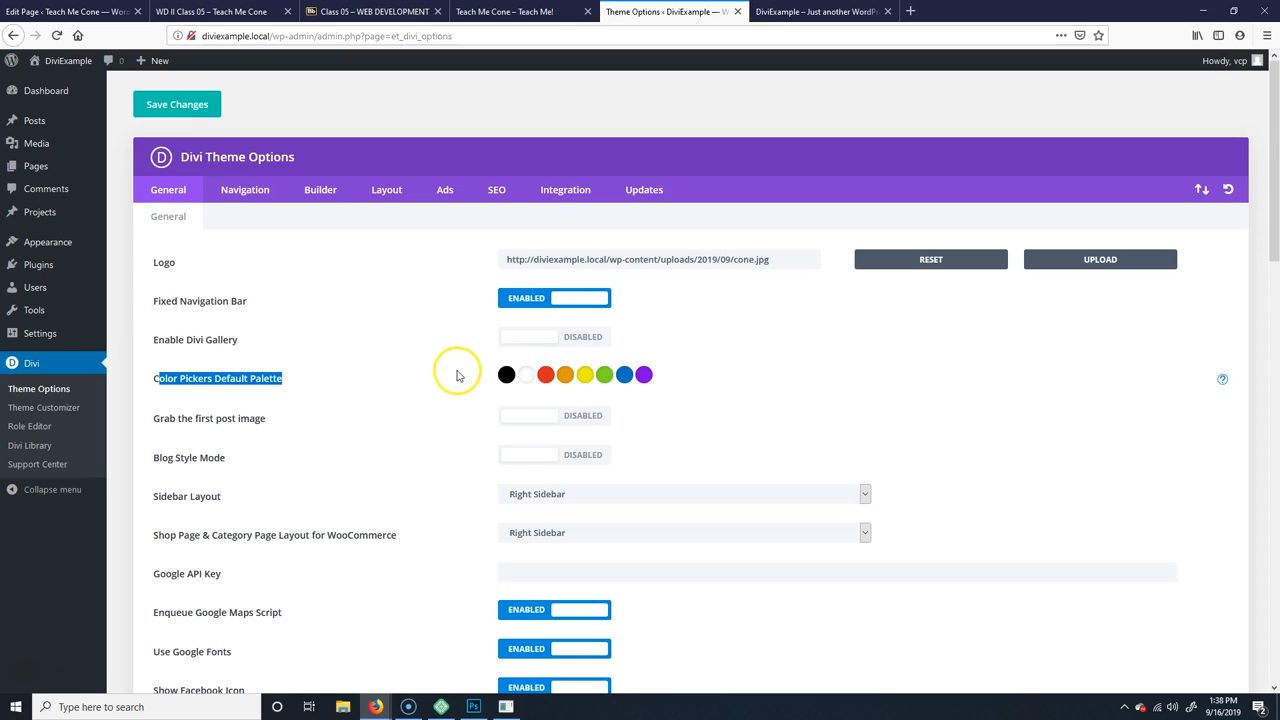 Edit Page ‹ Teach Me Cone — Word
WD II Class 05 – Teach Me Cone
Bb Class 05 – WEB DEVELOPMENT
Teach Me Cone – Teach Me!
Theme Options ‹ DiviExample — W
DiviExample – Just another WordPre
diviexample.local/wp-admin/admin.php?page=et_divi_options
DiviExample
0
New
Howdy, vcp
Dashboard
Posts
Media
Pages
Comments
Projects
Appearance
Plugins
Users
Tools
Settings
Divi
Theme Options
Theme Customizer
Role Editor
Divi Library
Support Center
Collapse menu
Save Changes
D Divi Theme Options
General Navigation Builder Layout Ads SEO Integration Updates
General
Logo http://diviexample.local/wp-content/uploads/2019/09/cone.jpg RESET UPLOAD
Fixed Navigation Bar ENABLED
Enable Divi Gallery DISABLED
Color Pickers Default Palette
Grab the first post image DISABLED
Blog Style Mode DISABLED
Sidebar Layout Right Sidebar
Shop Page & Category Page Layout for WooCommerce Right Sidebar
Google API Key
Enqueue Google Maps Script ENABLED
Use Google Fonts ENABLED
Show Facebook Icon ENABLED
Type here to search
Ps
1:38 PM
9/16/2019
2